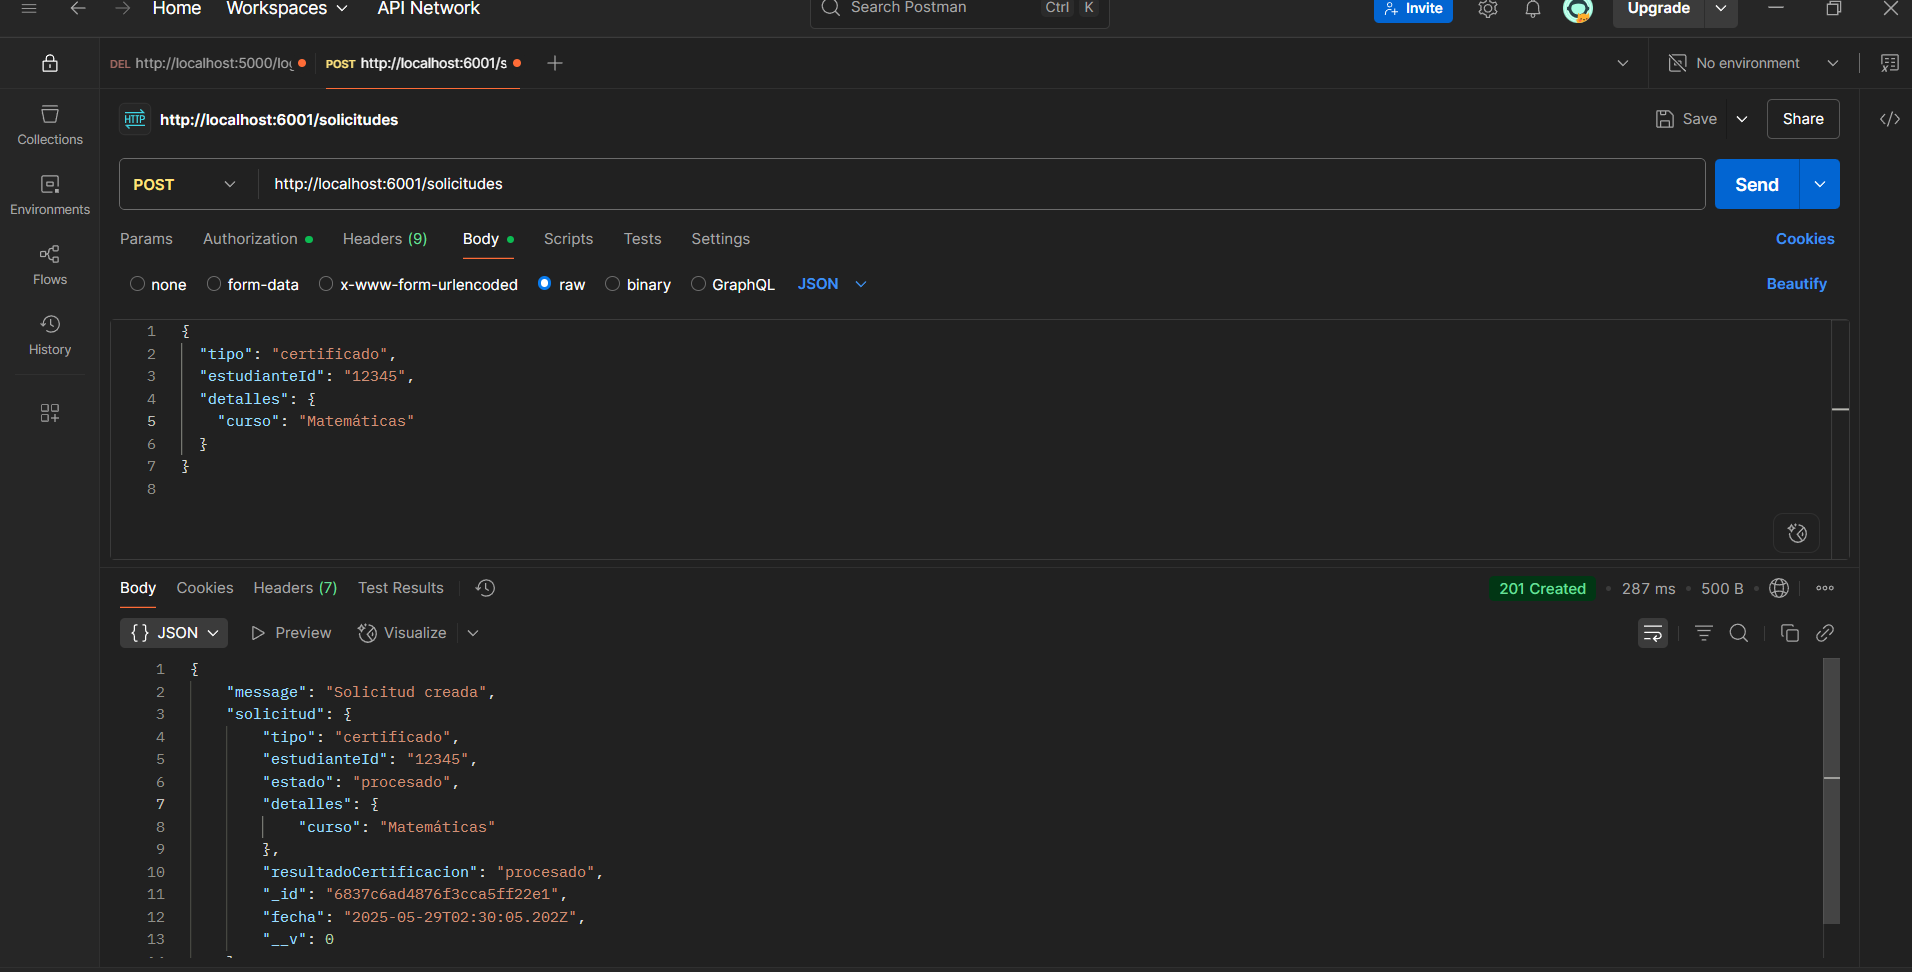 Home Workspaces API Network Search Postman Ctrl K Invite Upgrade
DEL http://localhost:5000/log POST http://localhost:6001/s No environment
HTTP http://localhost:6001/solicitudes Save Share
POST http://localhost:6001/solicitudes Send
Params Authorization Headers (9) Body Scripts Tests Settings Cookies
none form-data x-www-form-urlencoded raw binary GraphQL JSON Beautify
Collections
Environments
Flows
History
1 {
2 "tipo": "certificado",
3 "estudianteId": "12345",
4 "detalles": {
5 "curso": "Matemáticas"
6 }
7 }
8
Body Cookies Headers (7) Test Results 201 Created • 287 ms • 500 B •
{} JSON Preview Visualize
1 {
2 "message": "Solicitud creada",
3 "solicitud": {
4 "tipo": "certificado",
5 "estudianteId": "12345",
6 "estado": "procesado",
7 "detalles": {
8 "curso": "Matemáticas"
9 },
10 "resultadoCertificacion": "procesado",
11 "_id": "6837c6ad4876f3cca5ff22e1",
12 "fecha": "2025-05-29T02:30:05.202Z",
13 "__v": 0